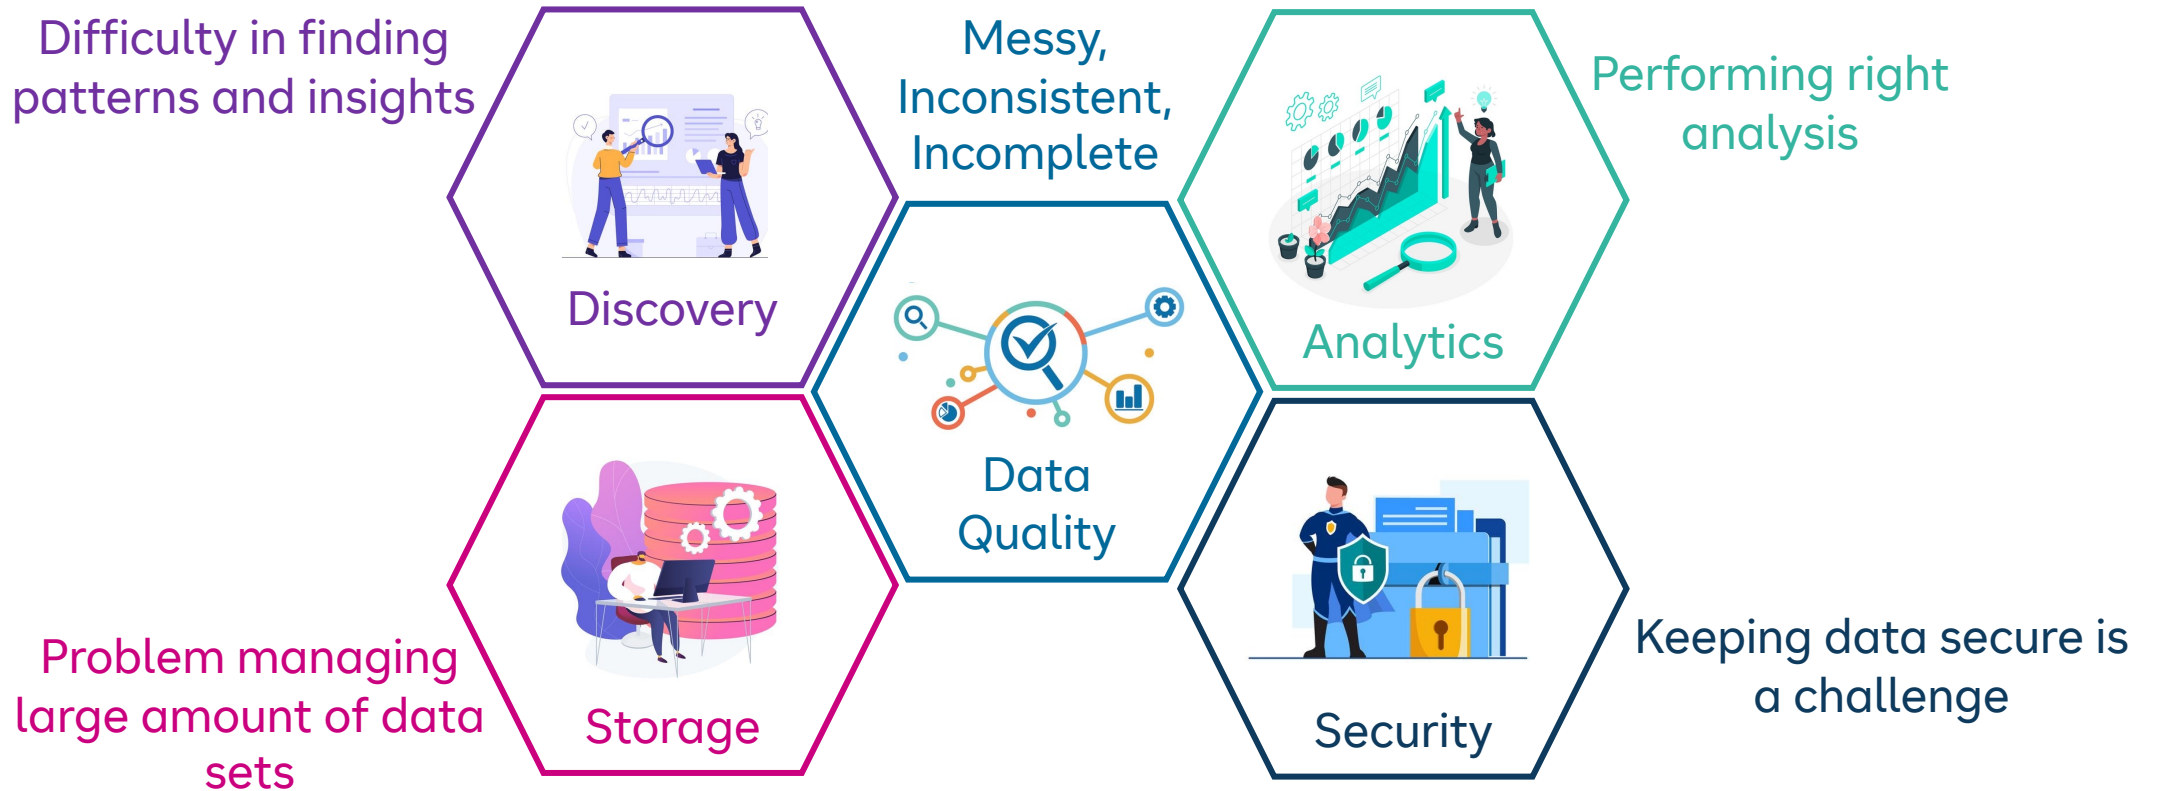 Difficulty in finding
patterns and insights
Discovery
Messy,
Inconsistent,
Incomplete
Data
Quality
Performing right
analysis
Analytics
Problem managing
large amount of data
sets
Storage
Keeping data secure is
a challenge
Security